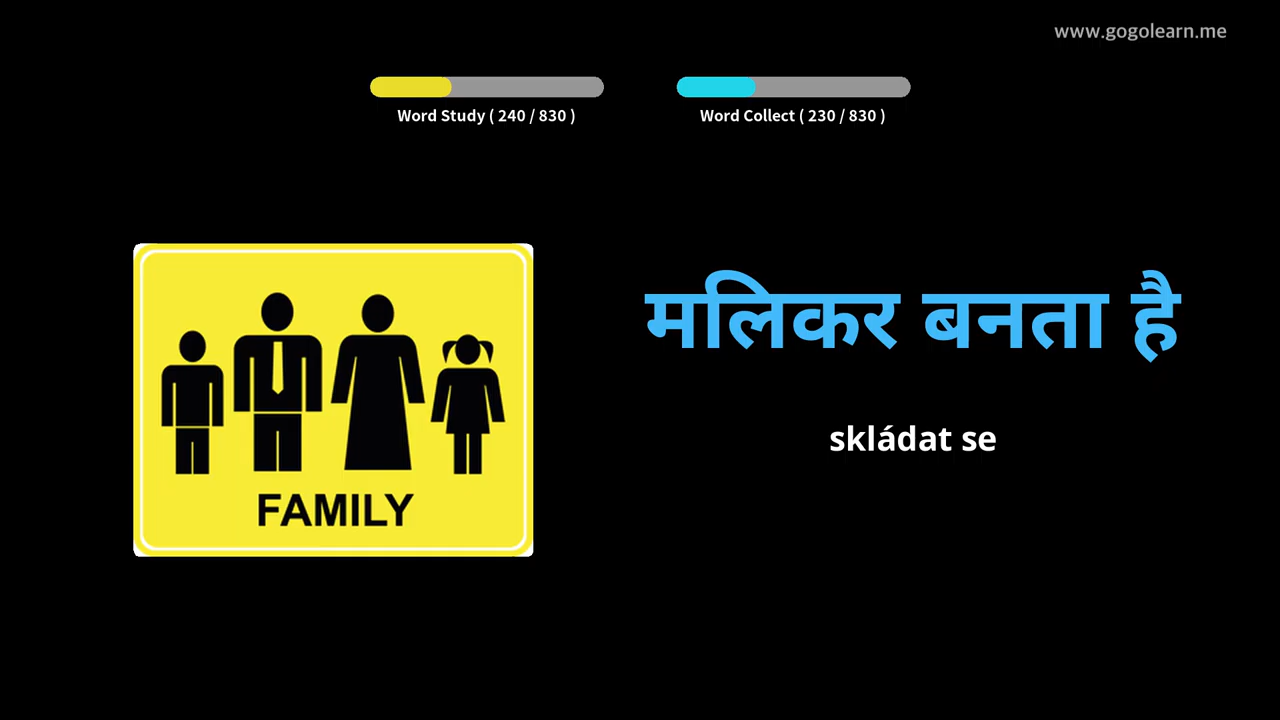 www.gogolearn.me
Word Study ( 240 / 830 )
Word Collect ( 230 / 830 )
मलिकर बनता है
skládat se
FAMILY